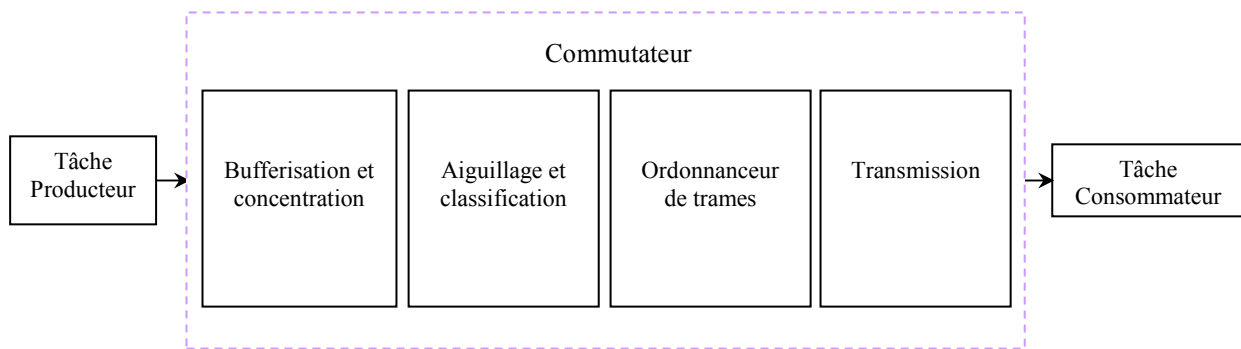 Commutateur
Tâche
Producteur
Bufferisation et
concentration
Aiguillage et
classification
Ordonnanceur
de trames
Transmission
Tâche
Consommateur